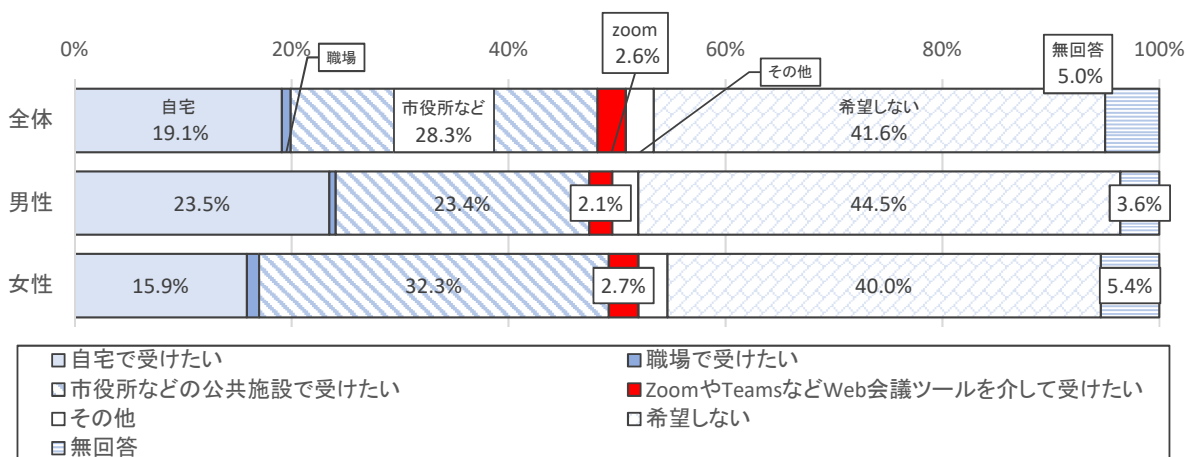 0% 20% 40% 60% 80% 100%
職場
zoom
2.6%
その他
無回答
5.0%
全体
自宅
19.1%
市役所など
28.3%
希望しない
41.6%
男性 23.5% 23.4% 2.1% 44.5% 3.6%
女性 15.9% 32.3% 2.7% 40.0% 5.4%
自宅で受けたい 職場で受けたい
市役所などの公共施設で受けたい ZoomやTeamsなどWeb会議ツールを介して受けたい
その他 希望しない
無回答